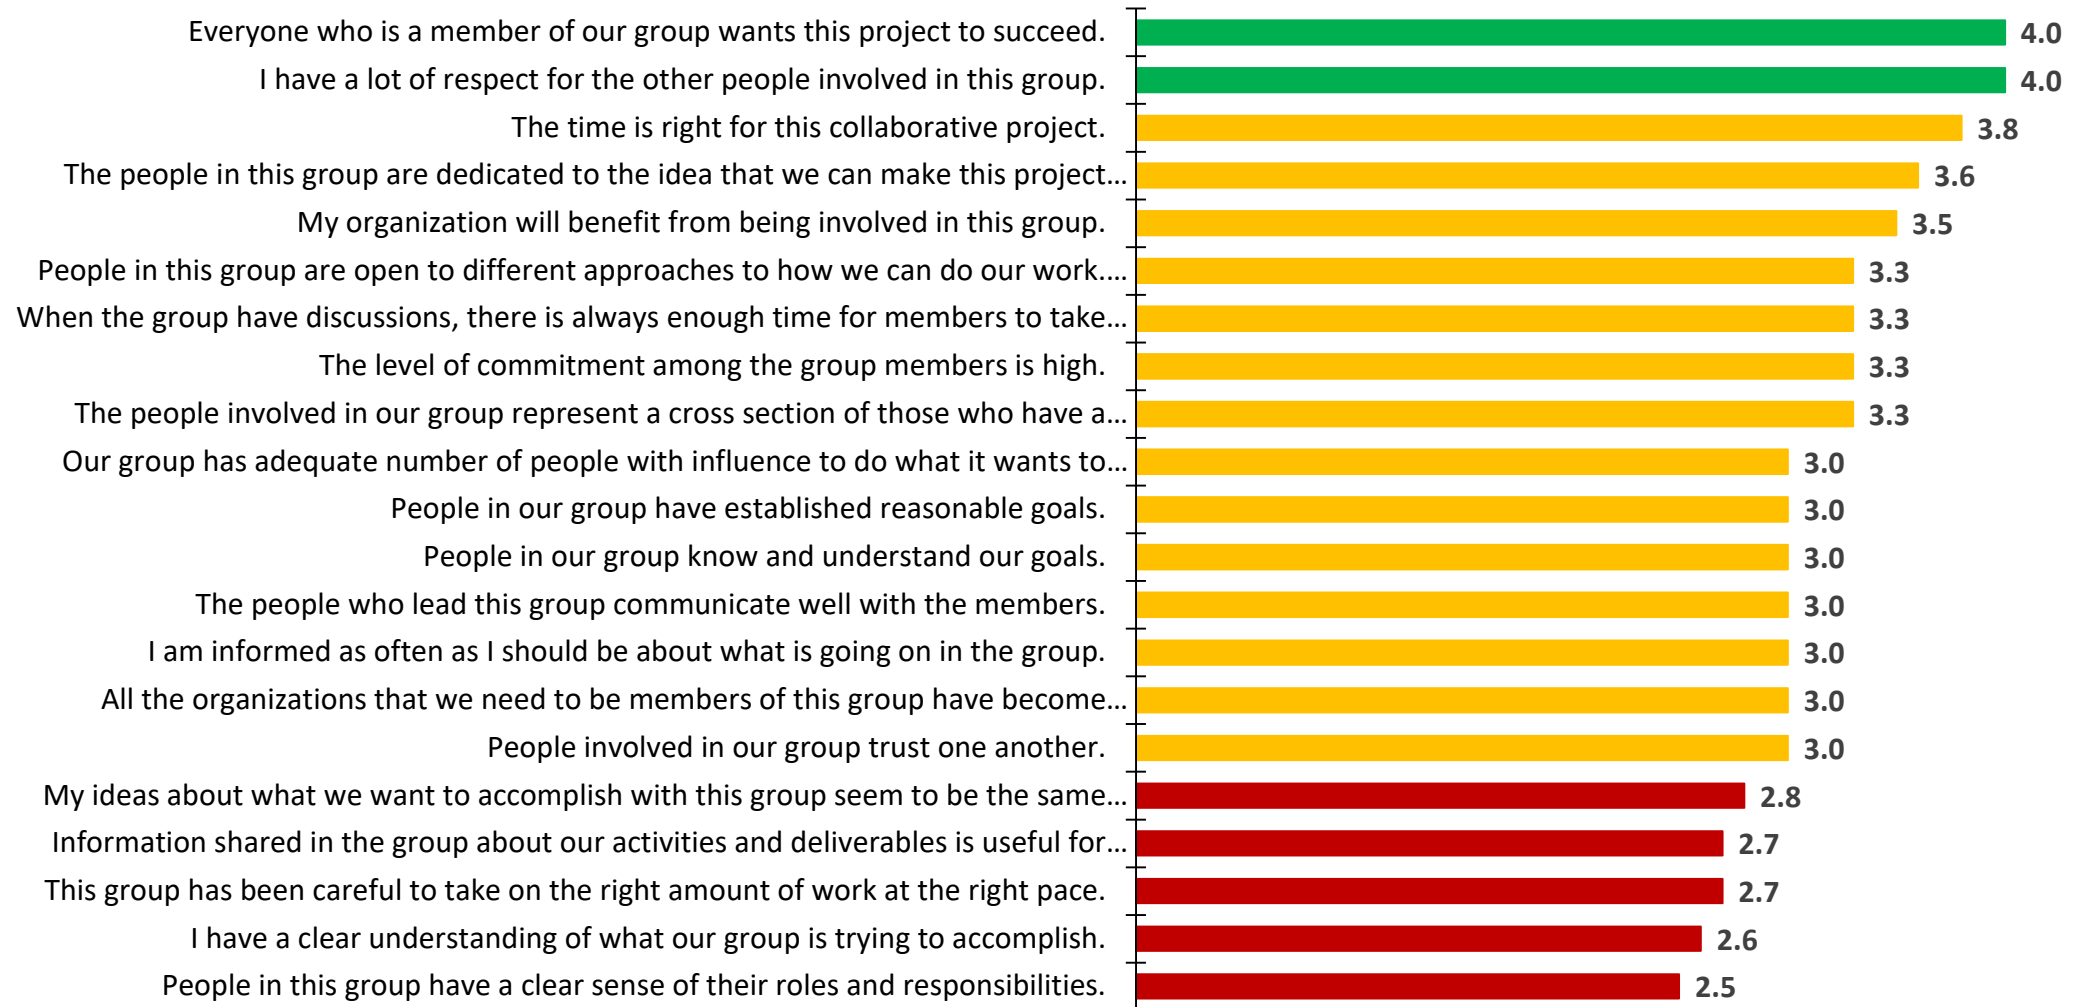 Everyone who is a member of our group wants this project to succeed. 4.0
I have a lot of respect for the other people involved in this group. 4.0
The time is right for this collaborative project. 3.8
The people in this group are dedicated to the idea that we can make this project... 3.6
My organization will benefit from being involved in this group. 3.5
People in this group are open to different approaches to how we can do our work.... 3.3
When the group have discussions, there is always enough time for members to take... 3.3
The level of commitment among the group members is high. 3.3
The people involved in our group represent a cross section of those who have a... 3.3
Our group has adequate number of people with influence to do what it wants to... 3.0
People in our group have established reasonable goals. 3.0
People in our group know and understand our goals. 3.0
The people who lead this group communicate well with the members. 3.0
I am informed as often as I should be about what is going on in the group. 3.0
All the organizations that we need to be members of this group have become... 3.0
People involved in our group trust one another. 3.0
My ideas about what we want to accomplish with this group seem to be the same... 2.8
Information shared in the group about our activities and deliverables is useful for... 2.7
This group has been careful to take on the right amount of work at the right pace. 2.7
I have a clear understanding of what our group is trying to accomplish. 2.6
People in this group have a clear sense of their roles and responsibilities. 2.5